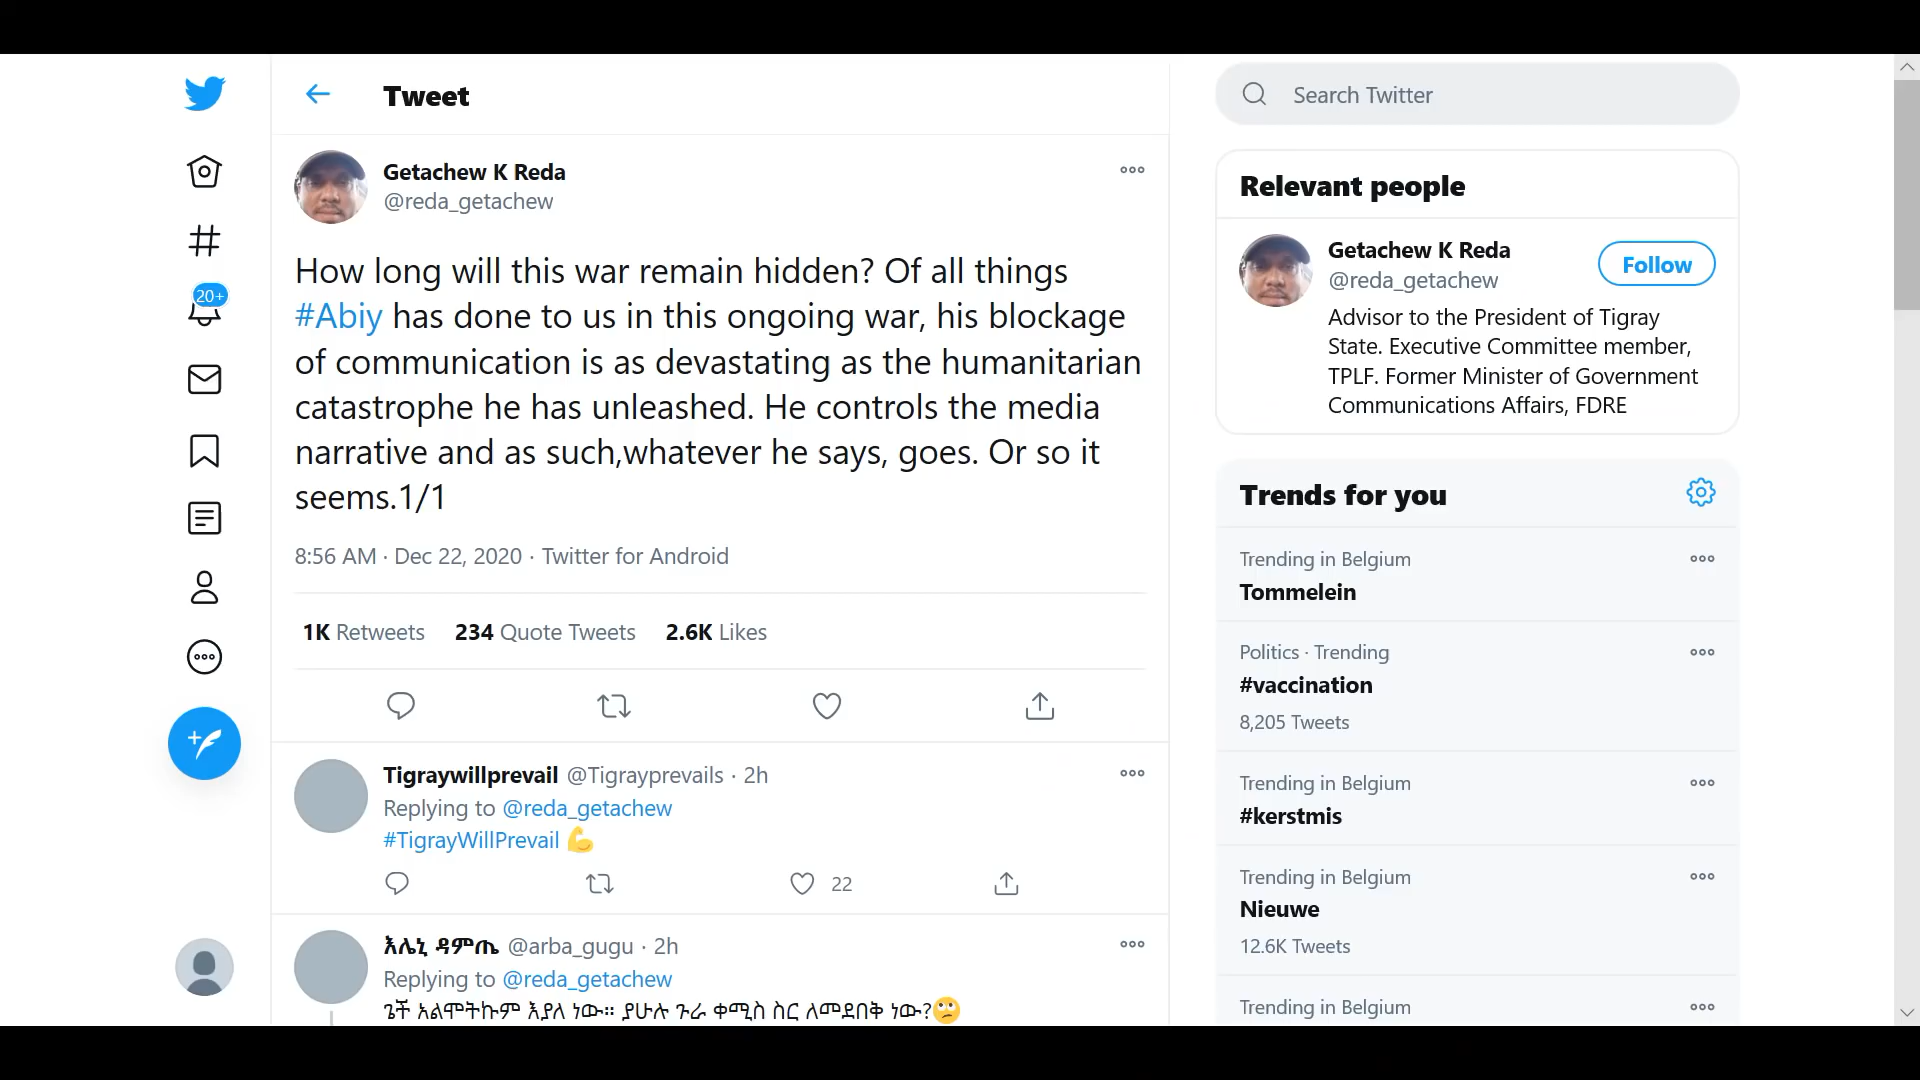 Tweet
Search Twitter
Getachew K Reda
@reda_getachew
How long will this war remain hidden? Of all things
#Abiy has done to us in this ongoing war, his blockage
of communication is as devastating as the humanitarian
catastrophe he has unleashed. He controls the media
narrative and as such,whatever he says, goes. Or so it
seems.1/1
8:56 AM · Dec 22, 2020 · Twitter for Android
1K Retweets 234 Quote Tweets 2.6K Likes
20+
Tigraywillprevail @Tigrayprevails · 2h
Replying to @reda_getachew
#TigrayWillPrevail 💪
22
እሌኒ ዳምጤ @arba_gugu · 2h
Replying to @reda_getachew
ጌች አልሞትኩም እያለ ነው። ያሁሉ ጉራ ቀሚስ ስር ለመደበቅ ነው?🙄
Relevant people
Getachew K Reda
@reda_getachew
Follow
Advisor to the President of Tigray
State. Executive Committee member,
TPLF. Former Minister of Government
Communications Affairs, FDRE
Trends for you
Trending in Belgium
Tommelein
Politics · Trending
#vaccination
8,205 Tweets
Trending in Belgium
#kerstmis
Trending in Belgium
Nieuwe
12.6K Tweets
Trending in Belgium